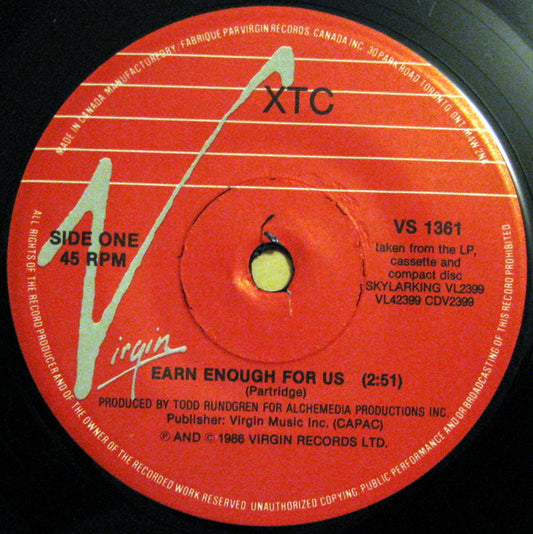 MADE IN CANADA. MANUFACTURED BY / FABRIQUE PAR VIRGIN RECORDS CANADA INC. 30 PARK ROAD TORONTO, ONT. M4W 2N4
XTC
SIDE ONE
45 RPM
VS 1361
taken from the LP,
cassette and
compact disc
SKYLARKING VL2399
VL42399 CDV2399
Virgin
EARN ENOUGH FOR US (2:51)
(Partridge)
PRODUCED BY TODD RUNDGREN FOR ALCHEMEDIA PRODUCTIONS INC.
Publisher: Virgin Music Inc. (CAPAC)
Ⓟ AND © 1986 VIRGIN RECORDS LTD.
ALL RIGHTS OF THE RECORD PRODUCER AND OF THE OWNER OF THE RECORDED WORK RESERVED. UNAUTHORIZED COPYING, PUBLIC PERFORMANCE AND/OR BROADCASTING OF THIS RECORD PROHIBITED